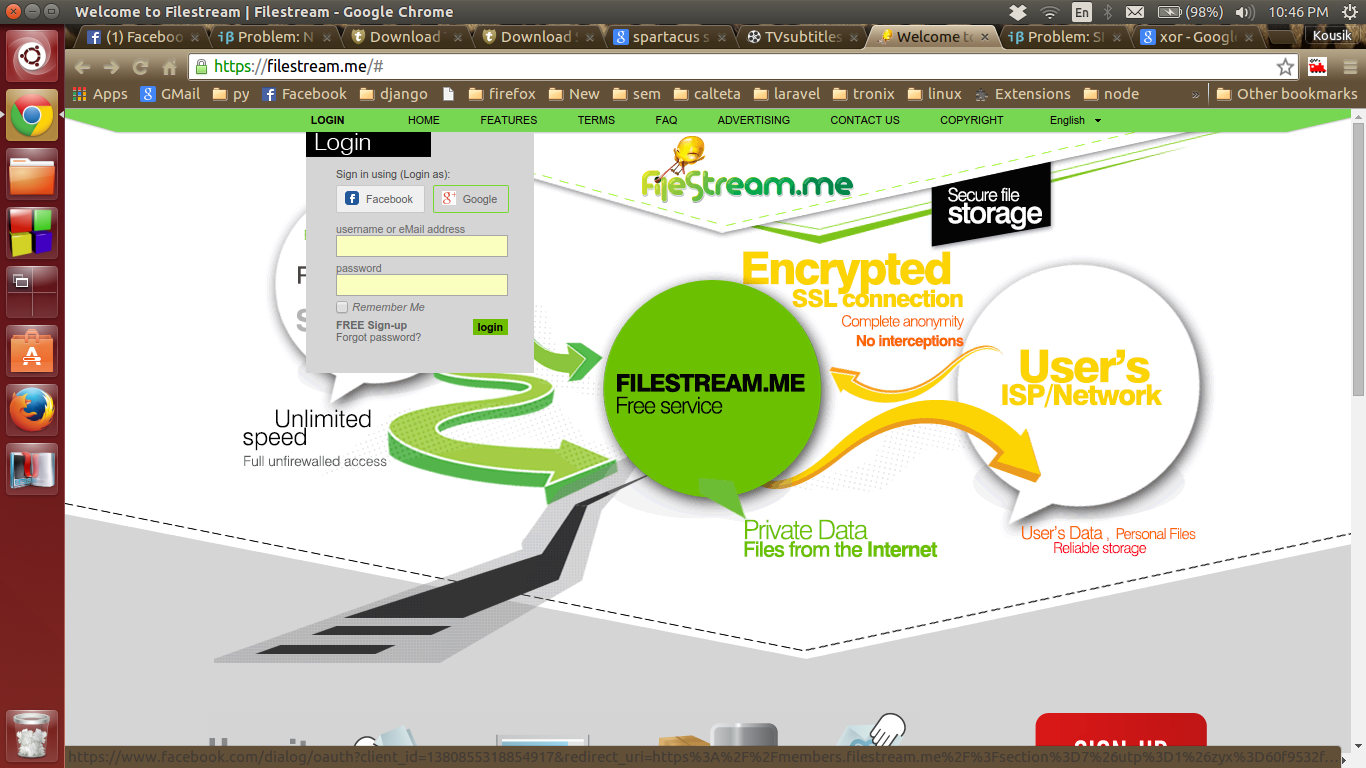 Welcome to Filestream | Filestream - Google Chrome
En
(98%)
10:46 PM
(1) Faceboo
Problem: N
Download
Download
spartacus s
TVsubtitles
Welcome to
Problem: S
xor - Googl
Kousik
https://filestream.me/#
Apps
GMail
py
Facebook
django
firefox
New
sem
calteta
laravel
tronix
linux
Extensions
node
»
Other bookmarks
LOGIN
HOME
FEATURES
TERMS
FAQ
ADVERTISING
CONTACT US
COPYRIGHT
English
Login
Sign in using (Login as):
Facebook
Google
username or eMail address
password
Remember Me
FREE Sign-up
login
Forgot password?
FileStream.me
Secure file
storage
Encrypted
SSL connection
Complete anonymity
No interceptions
FILESTREAM.ME
Free service
User's
ISP/Network
Unlimited
speed
Full unfirewalled access
Private Data
Files from the Internet
User's Data , Personal Files
Reliable storage
SIGN-UP
https://www.facebook.com/dialog/oauth?client_id=1380855318854917&redirect_uri=https%3A%2F%2Fmembers.filestream.me%2F%3Fsection%3D7%26utp%3D1%26zyx%3D60f9532f...